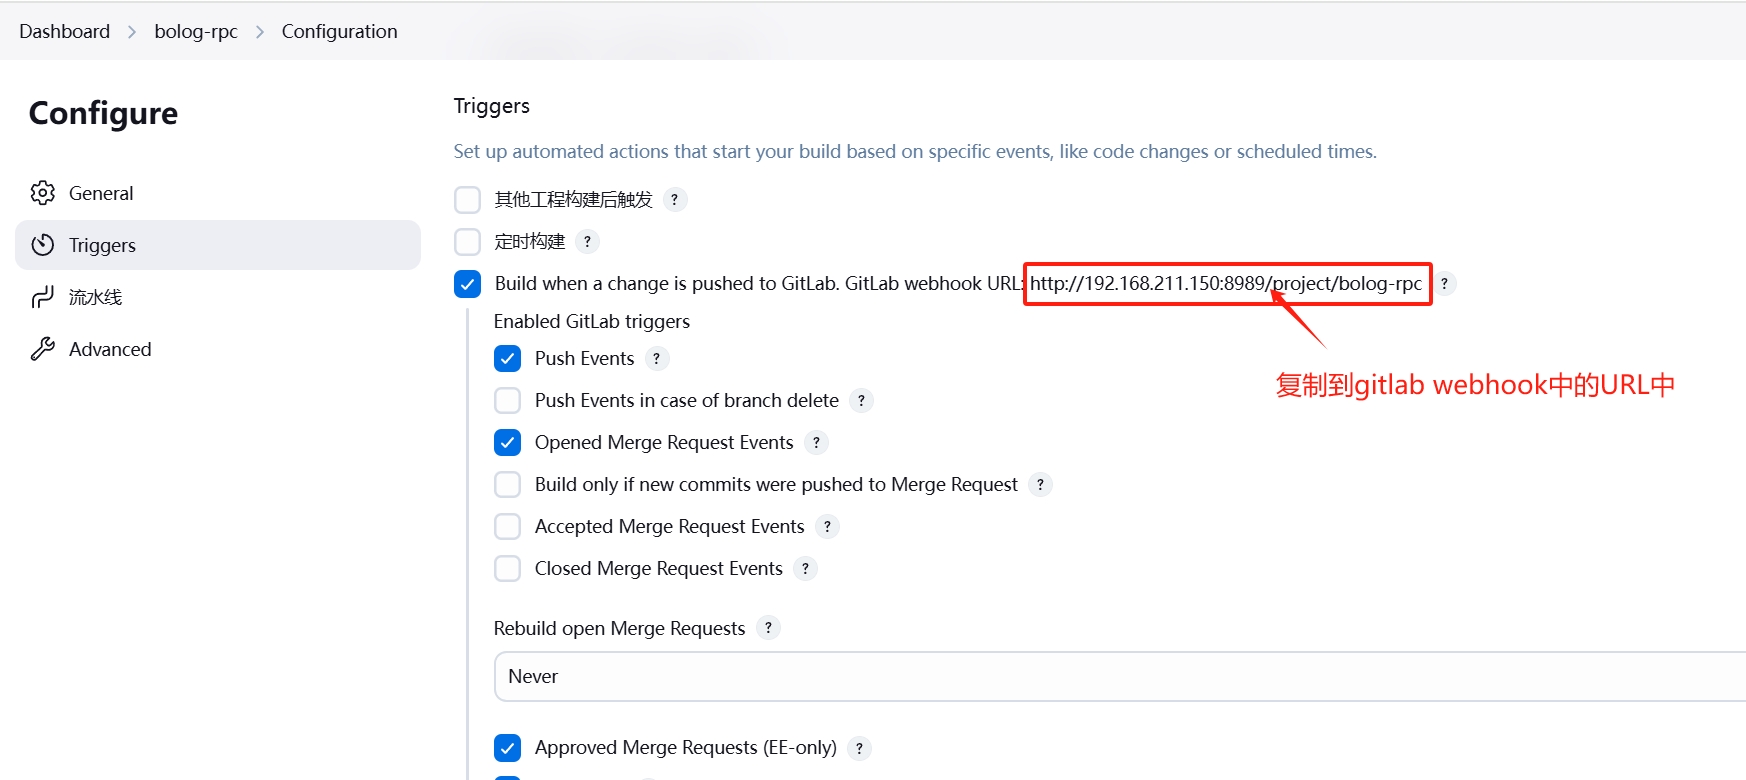 Dashboard > bolog-rpc > Configuration
Configure
General
Triggers
流水线
Advanced
Triggers
Set up automated actions that start your build based on specific events, like code changes or scheduled times.
其他工程构建后触发 ?
定时构建 ?
Build when a change is pushed to GitLab. GitLab webhook URL: http://192.168.211.150:8989/project/bolog-rpc ?
Enabled GitLab triggers
Push Events ?
复制到gitlab webhook中的URL中
Push Events in case of branch delete ?
Opened Merge Request Events ?
Build only if new commits were pushed to Merge Request ?
Accepted Merge Request Events ?
Closed Merge Request Events ?
Rebuild open Merge Requests ?
Never
Approved Merge Requests (EE-only) ?